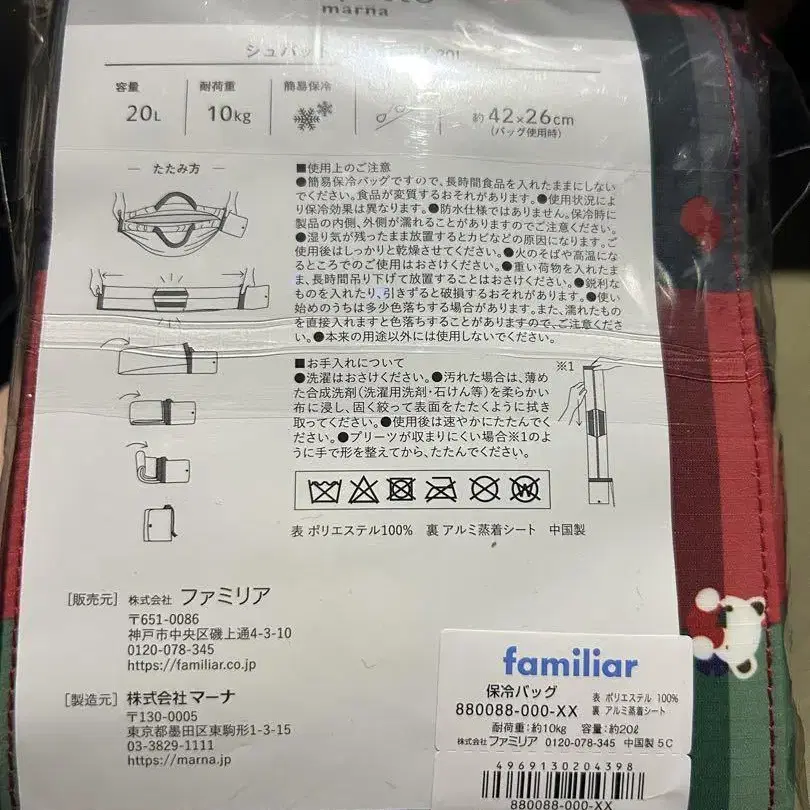 marna
容量
20L
耐荷重
10kg
簡易保冷
約 42×26cm
(バッグ使用時)
たたみ方
■使用上のご注意
●簡易保冷バッグですので、長時間食品を入れたままにしない
でください。食品が変質するおそれがあります。●使用状況によ
り保冷効果は異なります。●防水仕様ではありません。保冷時に
製品の内側、外側が濡れることがありますのでご注意ください。
●湿り気が残ったまま放置するとカビなどの原因になります。ご
使用後はしっかりと乾燥させてください。●火のそばや高温にな
るところでのご使用はおさけください。●重い荷物を入れたま
ま、長時間吊り下げて放置することはおさけください。●鋭利な
ものを入れたり、引きずると破損するおそれがあります。●使い
始めのうちは多少色落ちする場合があります。また、濡れたもの
を直接入れますと色落ちすることがありますので、ご注意くださ
い。●本来の用途以外には使用しないでください。
■お手入れについて
●洗濯はおさけください。●汚れた場合は、薄め
た合成洗剤(洗濯用洗剤・石けん等)を柔らかい
布に浸し、固く絞って表面をたたくように拭き
取ってください。●使用後は速やかにたたんでく
ださい。●プリーツが収まりにくい場合※1のよ
うに手で形を整えてから、たたんでください。
※1
表 ポリエステル100% 裏 アルミ蒸着シート 中国製
[販売元] 株式会社 ファミリア
〒651-0086
神戸市中央区磯上通4-3-10
0120-078-345
https://familiar.co.jp
[製造元] 株式会社マーナ
〒130-0005
東京都墨田区東駒形1-3-15
03-3829-1111
https://marna.jp
familiar
保冷バッグ
880088-000-XX
表 ポリエステル 100%
裏 アルミ蒸着シート
耐荷重:約10kg 容量:約20ℓ
株式会社 ファミリア 0120-078-345 中国製 5C
4969130204398
880088-000-XX